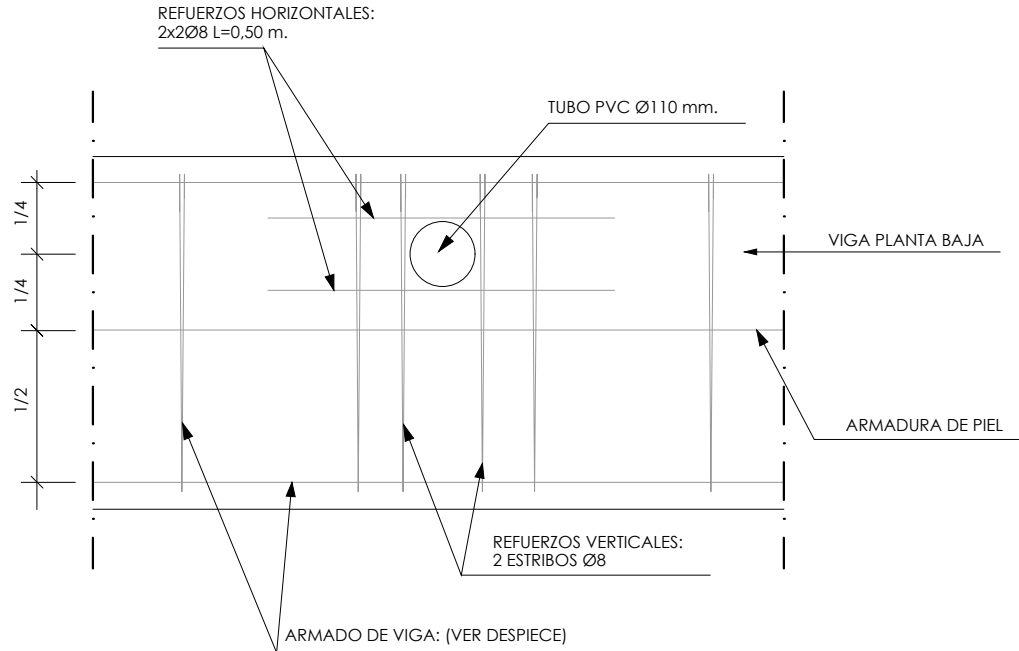 REFUERZOS HORIZONTALES:
2x2Ø8 L=0,50 m.
TUBO PVC Ø110 mm.
1/4
VIGA PLANTA BAJA
1/4
1/2
ARMADURA DE PIEL
REFUERZOS VERTICALES:
2 ESTRIBOS Ø8
ARMADO DE VIGA: (VER DESPIECE)